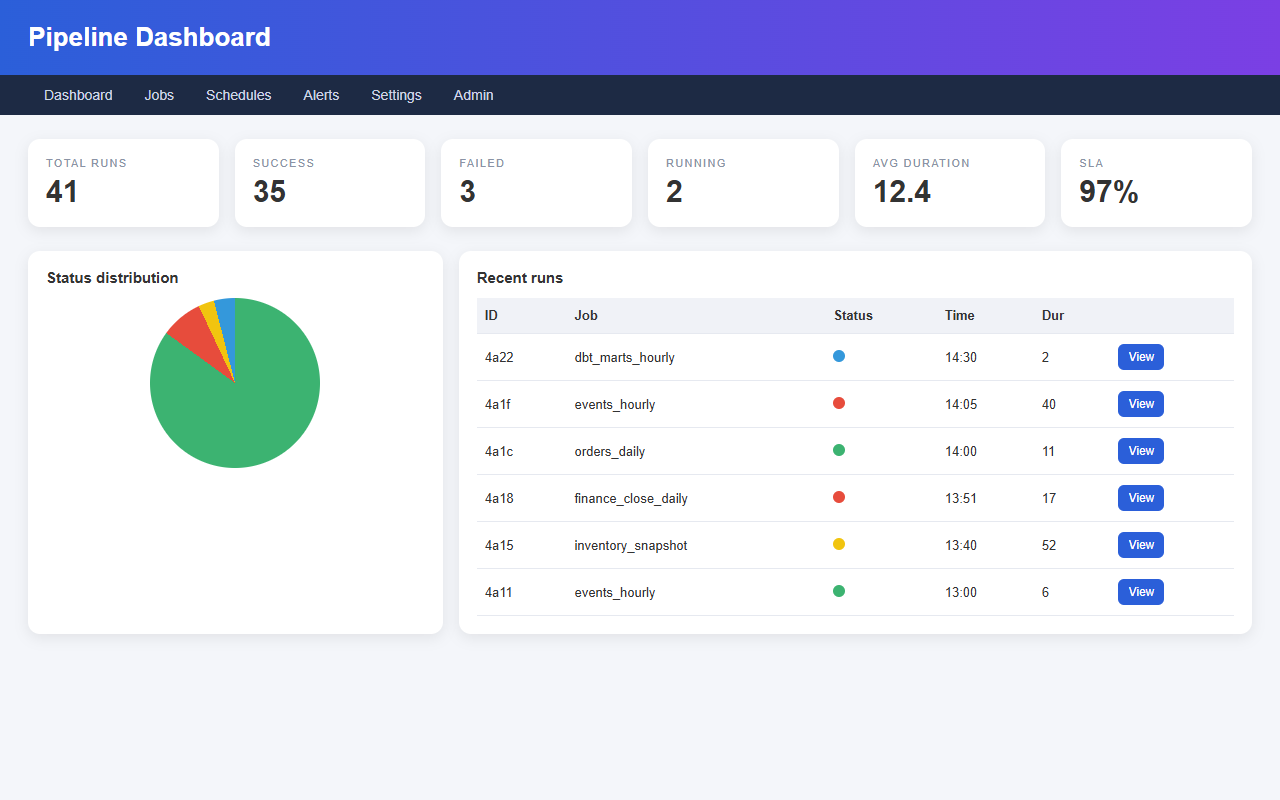 Pipeline Dashboard
Dashboard Jobs Schedules Alerts Settings Admin
TOTAL RUNS SUCCESS FAILED RUNNING AVG DURATION SLA
41 35 3 2 12.4 97%
Status distribution
Recent runs
ID Job Status Time Dur
4a22 dbt_marts_hourly 14:30 2 View
4a1f events_hourly 14:05 40 View
4a1c orders_daily 14:00 11 View
4a18 finance_close_daily 13:51 17 View
4a15 inventory_snapshot 13:40 52 View
4a11 events_hourly 13:00 6 View